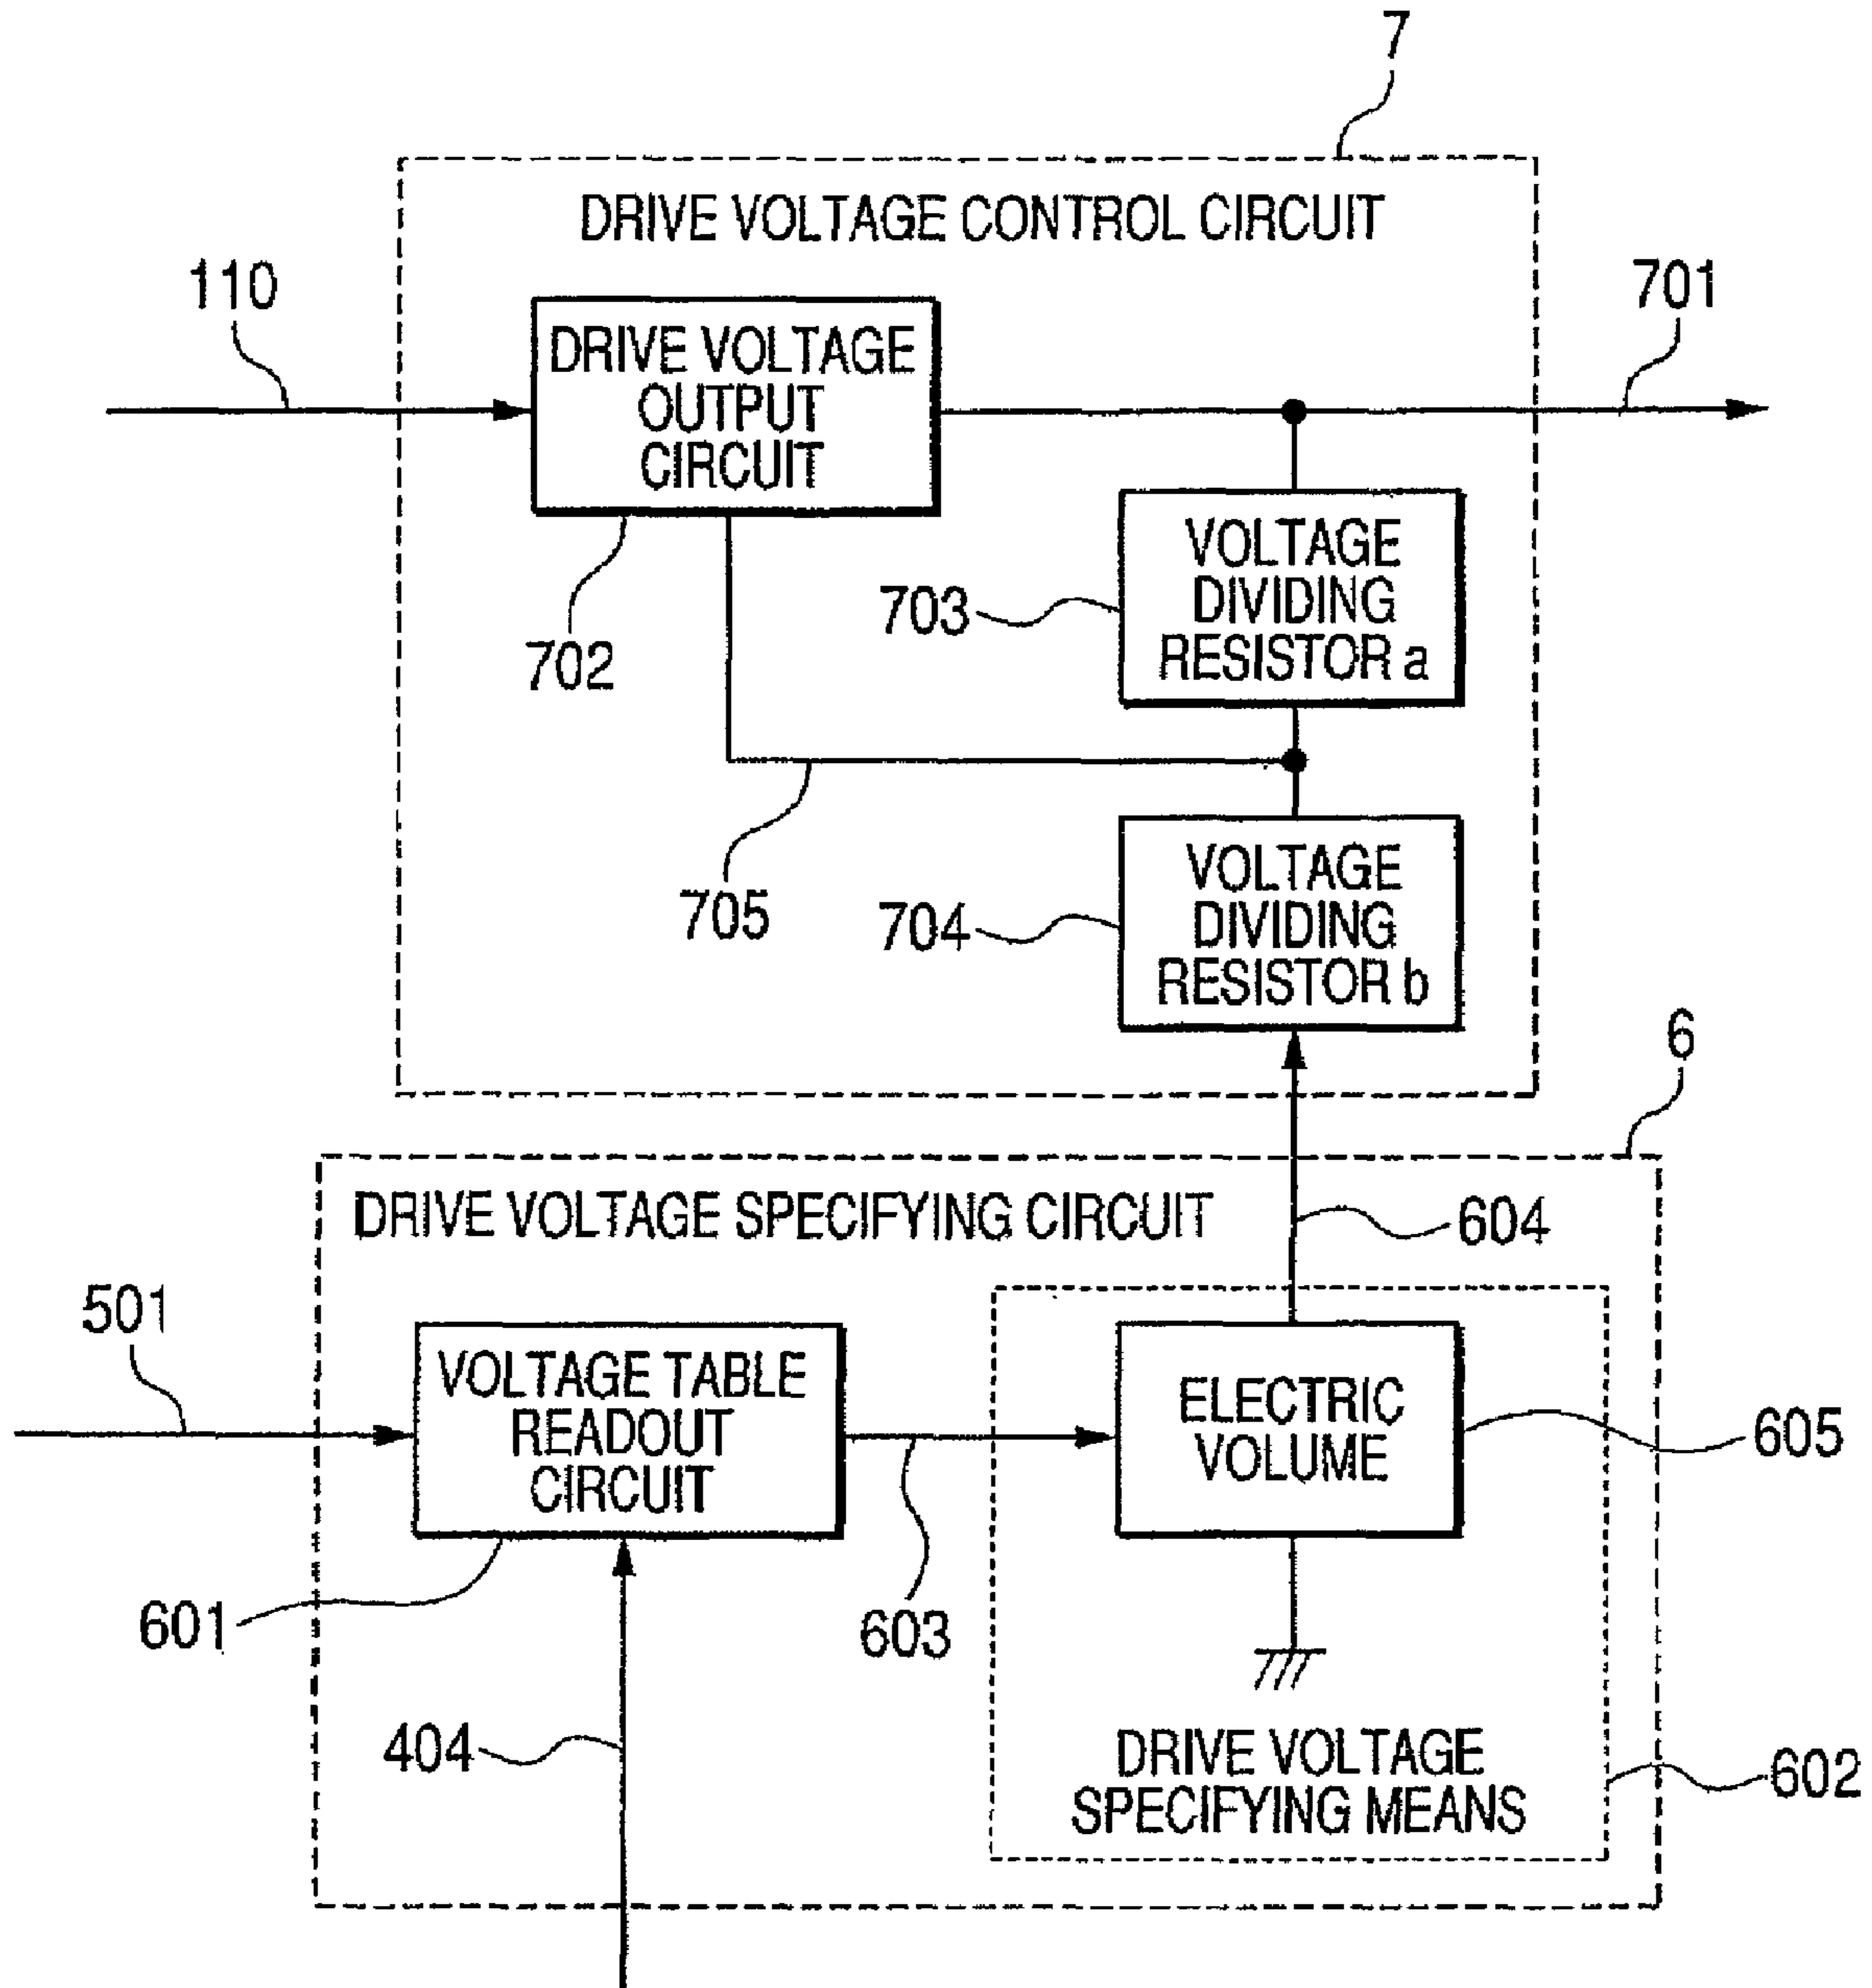 7
DRIVE VOLTAGE CONTROL CIRCUIT
110
701
DRIVE VOLTAGE
OUTPUT
CIRCUIT
702
VOLTAGE
DIVIDING
RESISTOR a
703
705
VOLTAGE
DIVIDING
RESISTOR b
704
6
DRIVE VOLTAGE SPECIFYING CIRCUIT
604
501
VOLTAGE TABLE
READOUT
CIRCUIT
601
603
ELECTRIC
VOLUME
605
404
DRIVE VOLTAGE
SPECIFYING MEANS
602